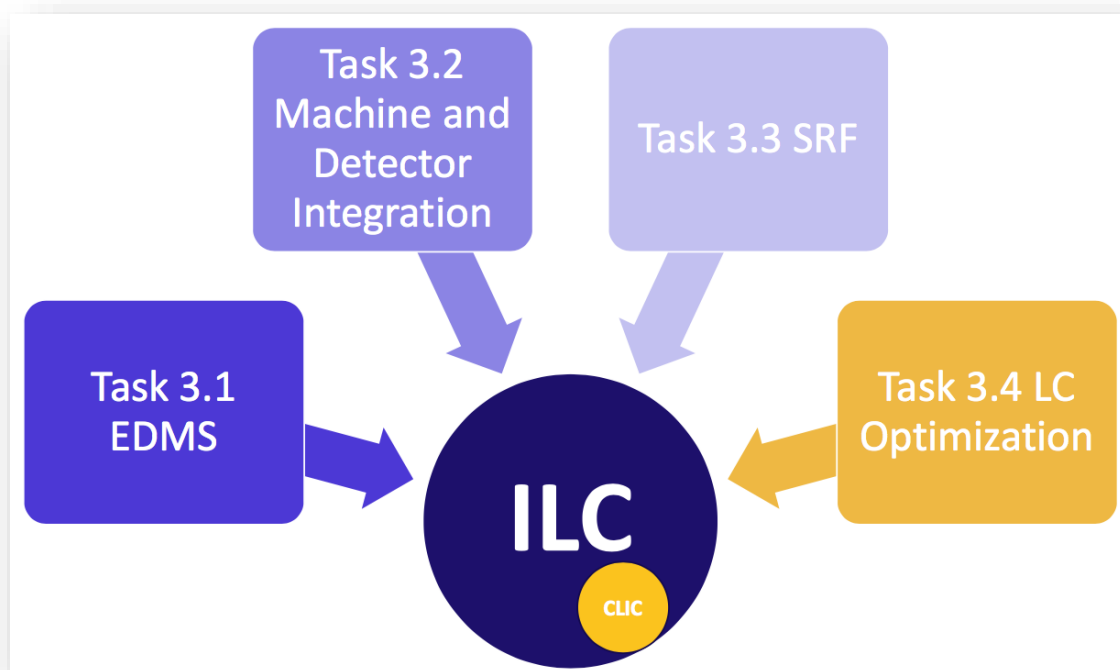 Task 3.1
EDMS
Task 3.2
Machine and
Detector
Integration
Task 3.3 SRF
Task 3.4 LC
Optimization
ILC
CLIC